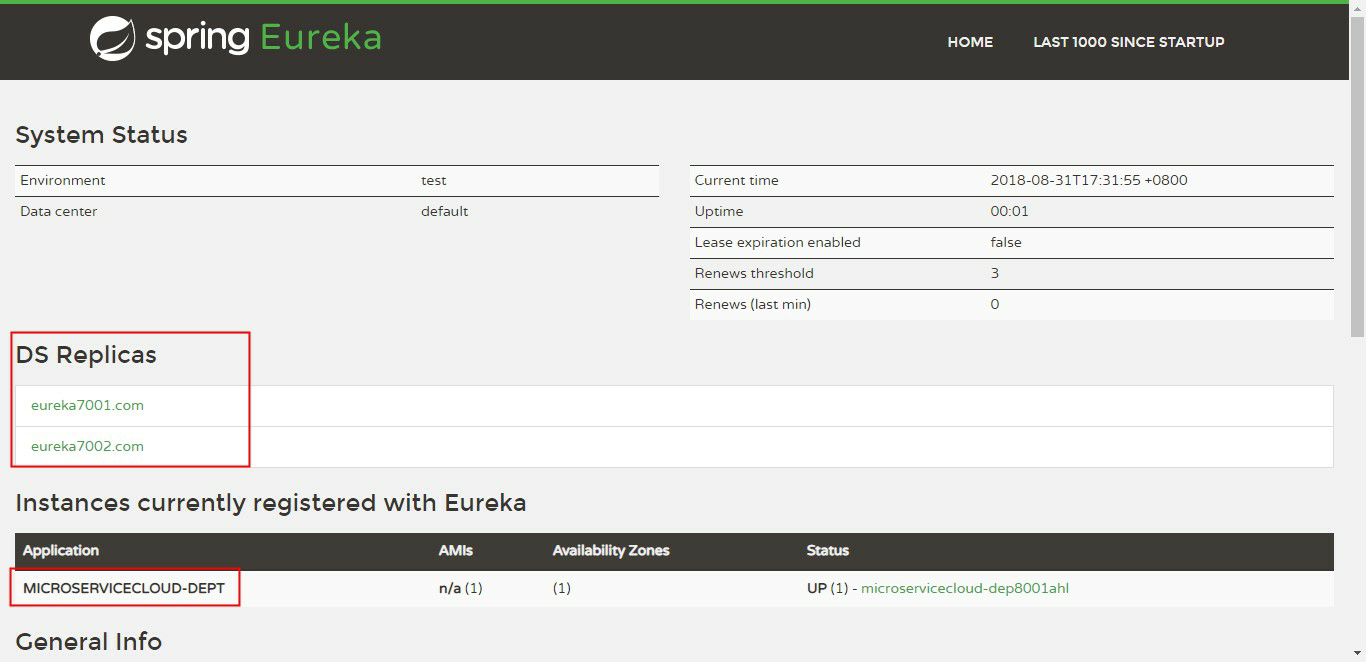 spring Eureka HOME LAST 1000 SINCE STARTUP
System Status
Environment test
Data center default
Current time 2018-08-31T17:31:55 +0800
Uptime 00:01
Lease expiration enabled false
Renews threshold 3
Renews (last min) 0
DS Replicas
eureka7001.com
eureka7002.com
Instances currently registered with Eureka
Application AMIs Availability Zones Status
MICROSERVICECLOUD-DEPT n/a (1) (1) UP (1) - microservicecloud-dep8001ahl
General Info